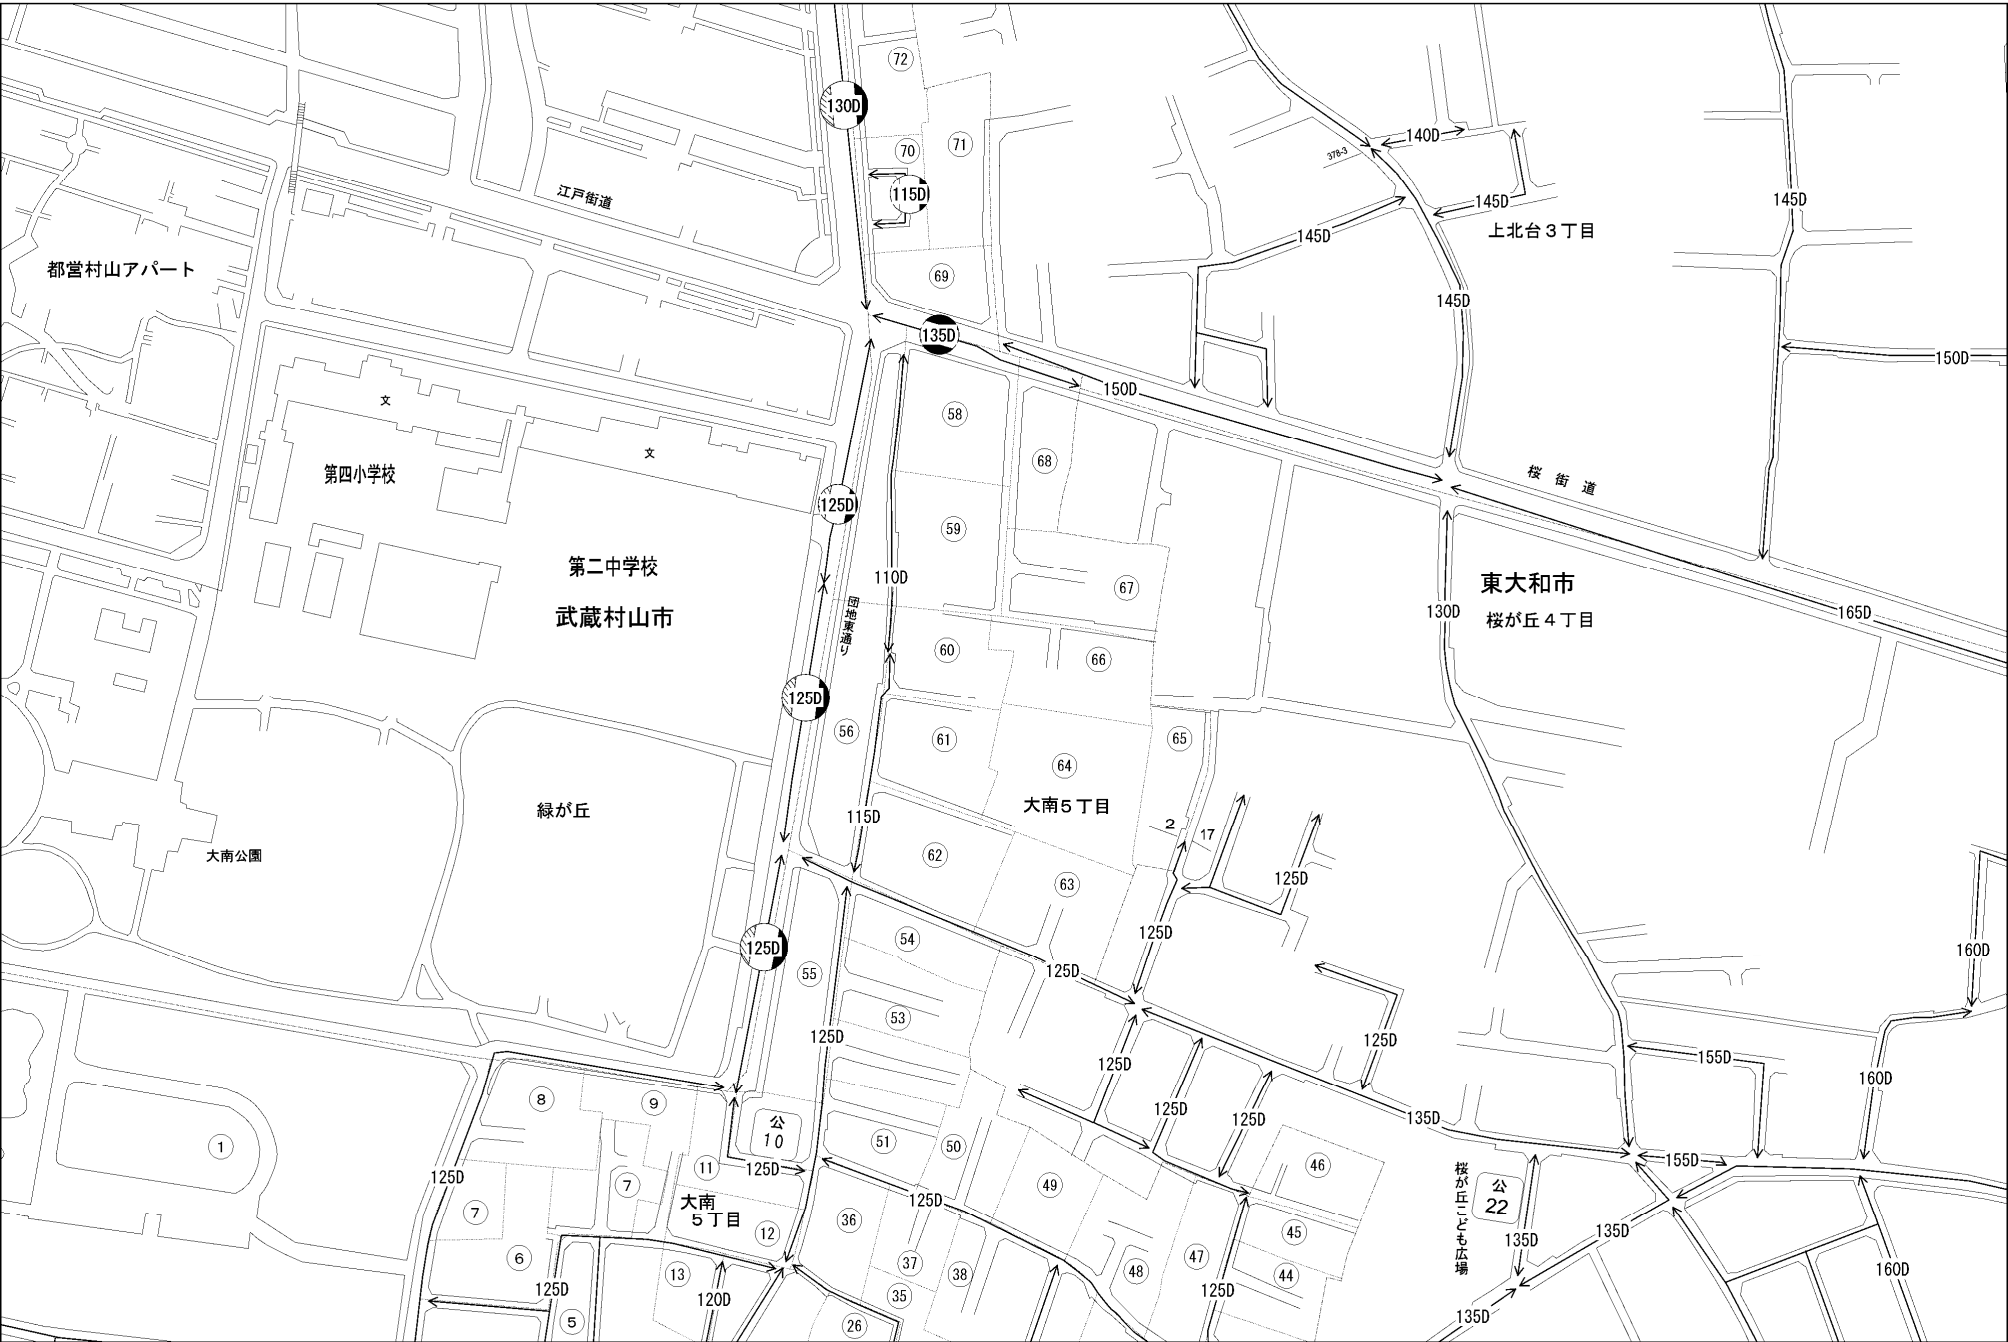 72
130D
140D
71
70
378-3
江戸街道
115D
145D
145D
145D
上北台3丁目
都営村山アパート
69
145D
135D
150D
150D
文
58
文
68
第四小学校
桜街道
125D
59
第二中学校
110D
67
東大和市
武蔵村山市
団地東通り
130D
165D
桜が丘4丁目
60
66
125D
56
61
65
64
大南5丁目
緑が丘
115D
2
17
大南公園
62
63
125D
125D
54
125D
160D
55
125D
53
125D
125D
155D
125D
160D
8
9
125D
125D
135D
公
10
51
50
1
11
125D
155D
46
125D
7
7
49
桜が丘こども広場
公
22
大南
5丁目
125D
36
12
45
135D
135D
6
37
47
13
38
48
44
160D
125D
120D
35
125D
135D
5
26